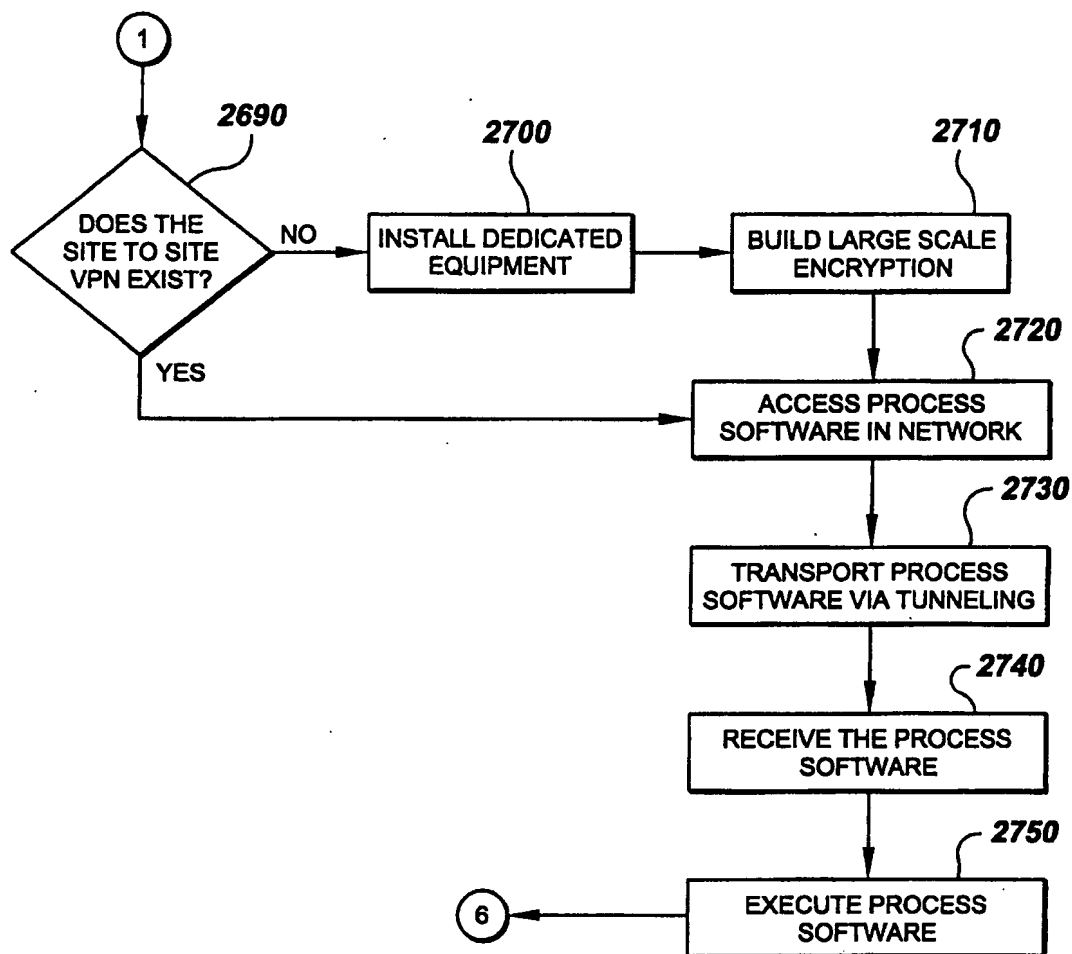 1
2690
2700
2710
DOES THE
SITE TO SITE
VPN EXIST?
NO
INSTALL DEDICATED
EQUIPMENT
BUILD LARGE SCALE
ENCRYPTION
YES
2720
ACCESS PROCESS
SOFTWARE IN NETWORK
2730
TRANSPORT PROCESS
SOFTWARE VIA TUNNELING
2740
RECEIVE THE PROCESS
SOFTWARE
2750
EXECUTE PROCESS
SOFTWARE
6